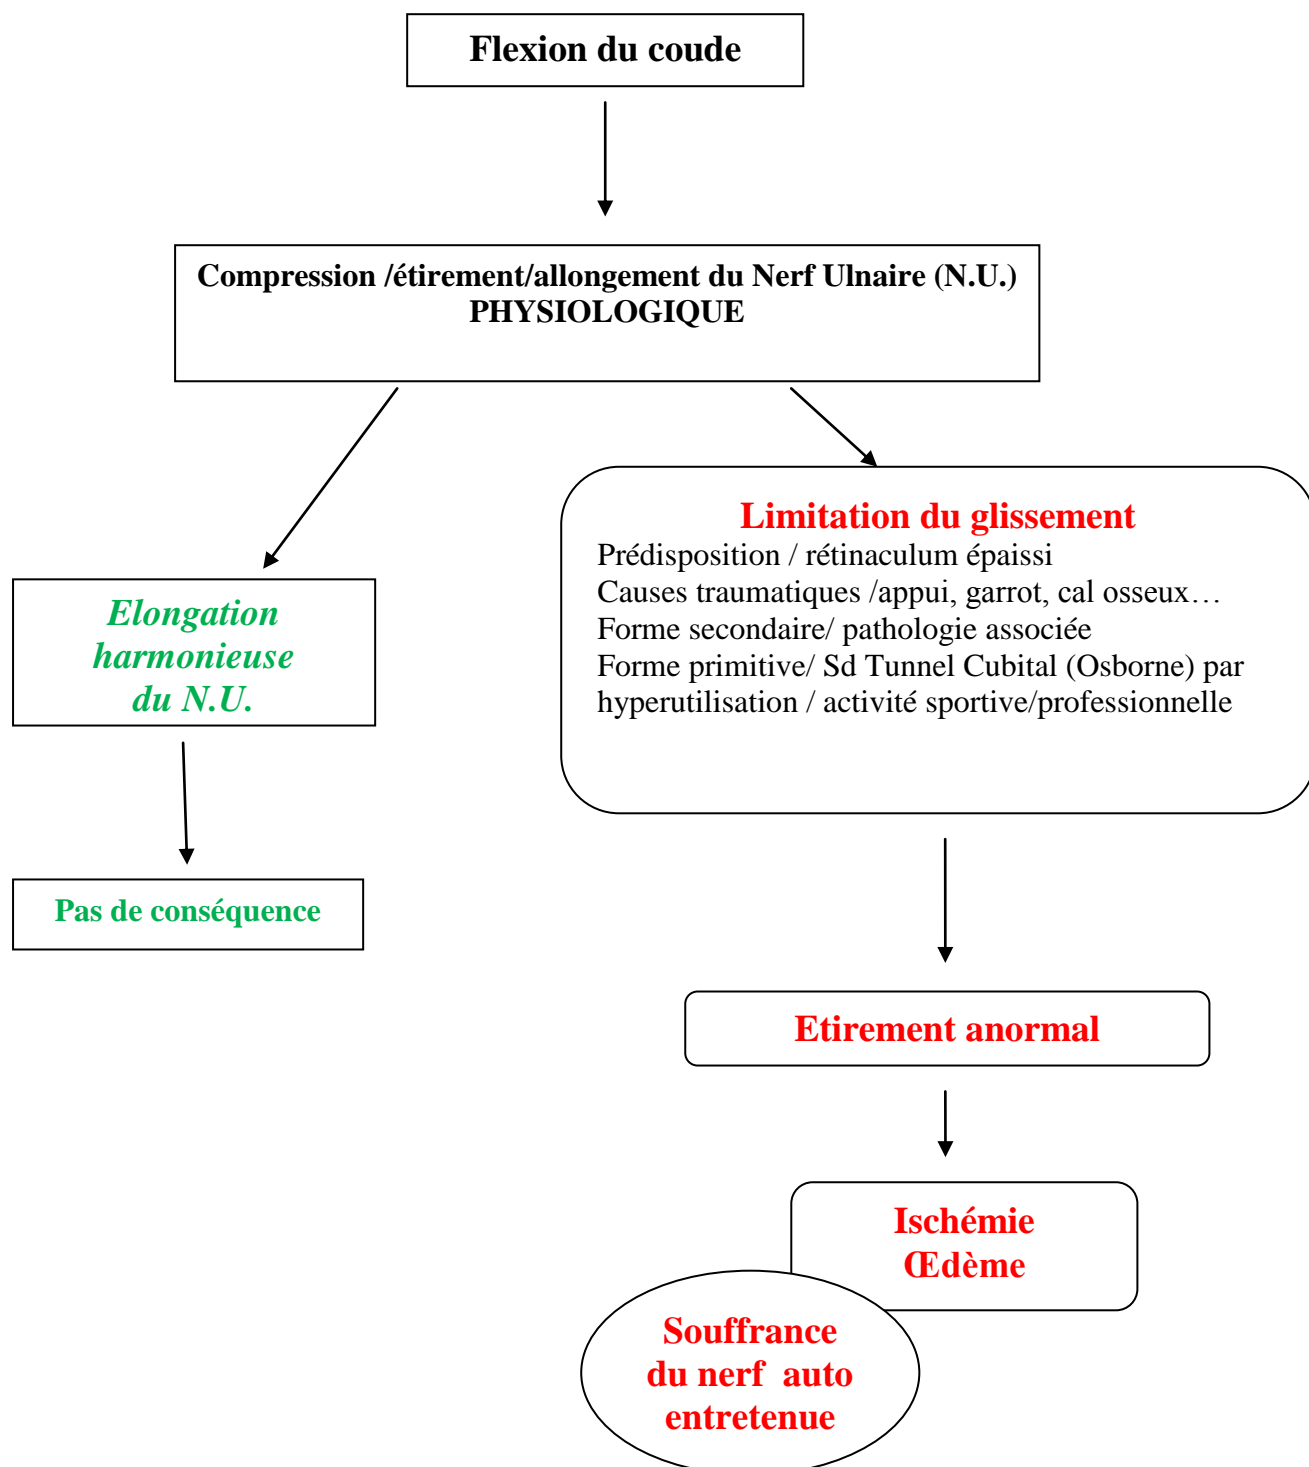 Flexion du coude
Compression /étirement/allongement du Nerf Ulnaire (N.U.)
PHYSIOLOGIQUE
Limitation du glissement
Prédisposition / rétinaculum épaissi
Causes traumatiques /appui, garrot, cal osseux…
Forme secondaire/ pathologie associée
Forme primitive/ Sd Tunnel Cubital (Osborne) par
hyperutilisation / activité sportive/professionnelle
Elongation
harmonieuse
du N.U.
Pas de conséquence
Etirement anormal
Ischémie
Œdème
Souffrance
du nerf  auto
entretenue